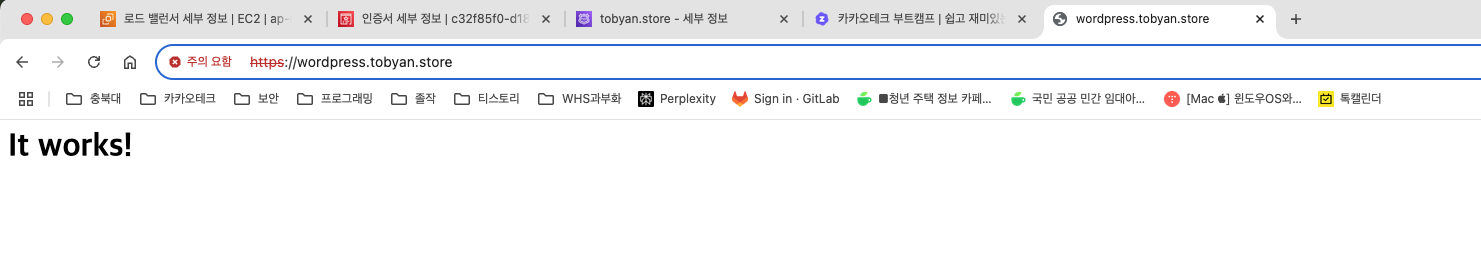 로드 밸런서 세부 정보 | EC2 | ap-
인증서 세부 정보 | c32f85f0-d18
tobyan.store - 세부 정보
카카오테크 부트캠프 | 쉽고 재미있는
wordpress.tobyan.store
주의 요함 https://wordpress.tobyan.store
충북대 카카오테크 보안 프로그래밍 졸작 티스토리 WHS과부화 Perplexity Sign in · GitLab ■청년 주택 정보 카페... 국민 공공 민간 임대아... [Mac ] 윈도우OS와... 톡캘린더
It works!